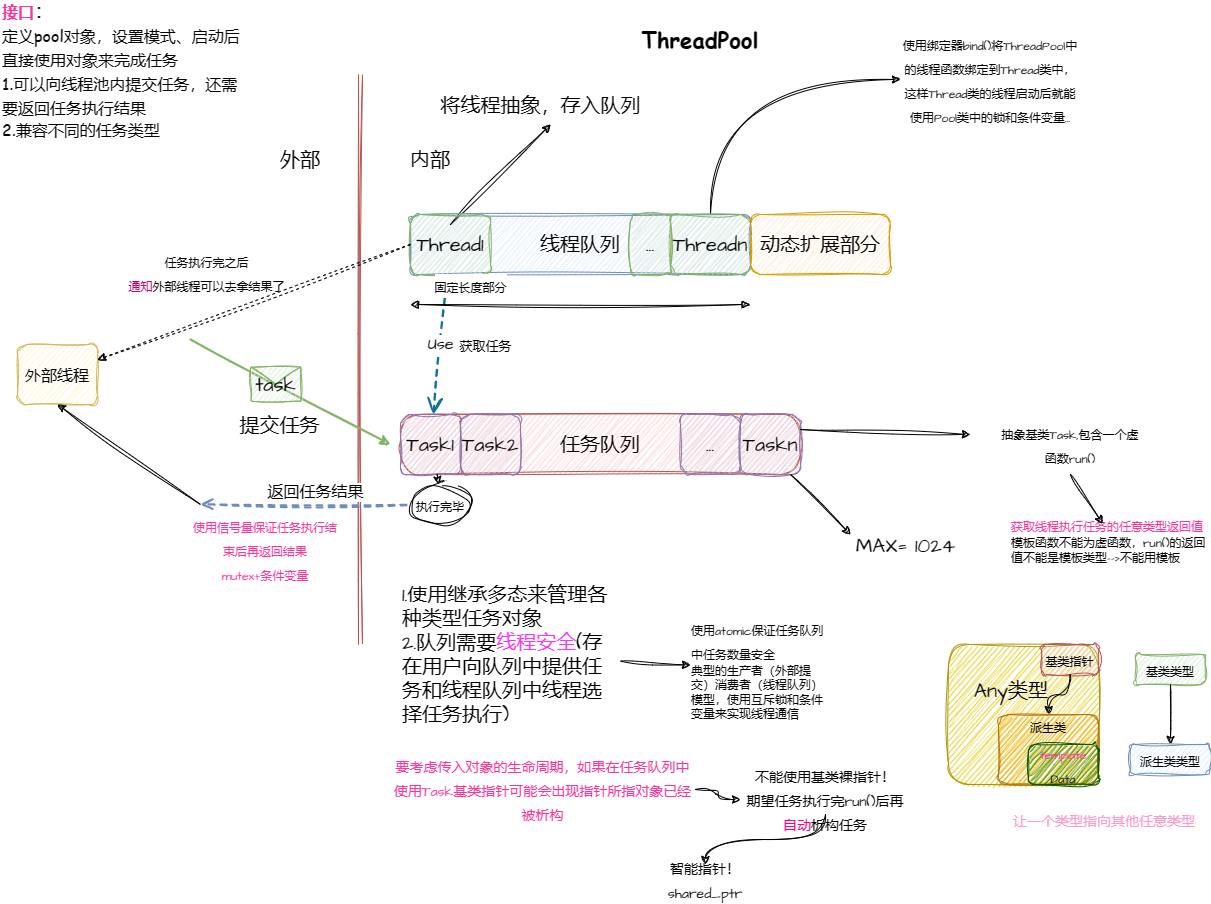 接口：
定义pool对象，设置模式、启动后
直接使用对象来完成任务
1.可以向线程池内提交任务，还需
要返回任务执行结果
2.兼容不同的任务类型
ThreadPool
使用绑定器bind()将ThreadPool中
的线程函数绑定到Thread类中，
这样Thread类的线程启动后就能
使用Pool类中的锁和条件变量...
将线程抽象，存入队列
外部
内部
Thread1
线程队列
...
Threadn
动态扩展部分
任务执行完之后
通知外部线程可以去拿结果了
固定长度部分
Use 获取任务
外部线程
task
提交任务
Task1
Task2
任务队列
...
Taskn
抽象基类Task,包含一个虚
函数run()
返回任务结果
执行完毕
使用信号量保证任务执行结
束后再返回结果
mutex+条件变量
MAX= 1024
获取线程执行任务的任意类型返回值
模板函数不能为虚函数，run()的返回
值不能是模板类型-->不能用模板
1.使用继承多态来管理各
种类型任务对象
2.队列需要线程安全(存
在用户向队列中提供任
务和线程队列中线程选
择任务执行）
使用atomic保证任务队列
中任务数量安全
典型的生产者（外部提
交）消费者（线程队列）
模型，使用互斥锁和条件
变量来实现线程通信
基类指针
Any类型
派生类
template
Data
基类类型
派生类类型
让一个类型指向其他任意类型
要考虑传入对象的生命周期，如果在任务队列中
使用Task基类指针可能会出现指针所指对象已经
被析构
不能使用基类裸指针！
期望任务执行完run()后再
自动析构任务
智能指针！
shared_ptr